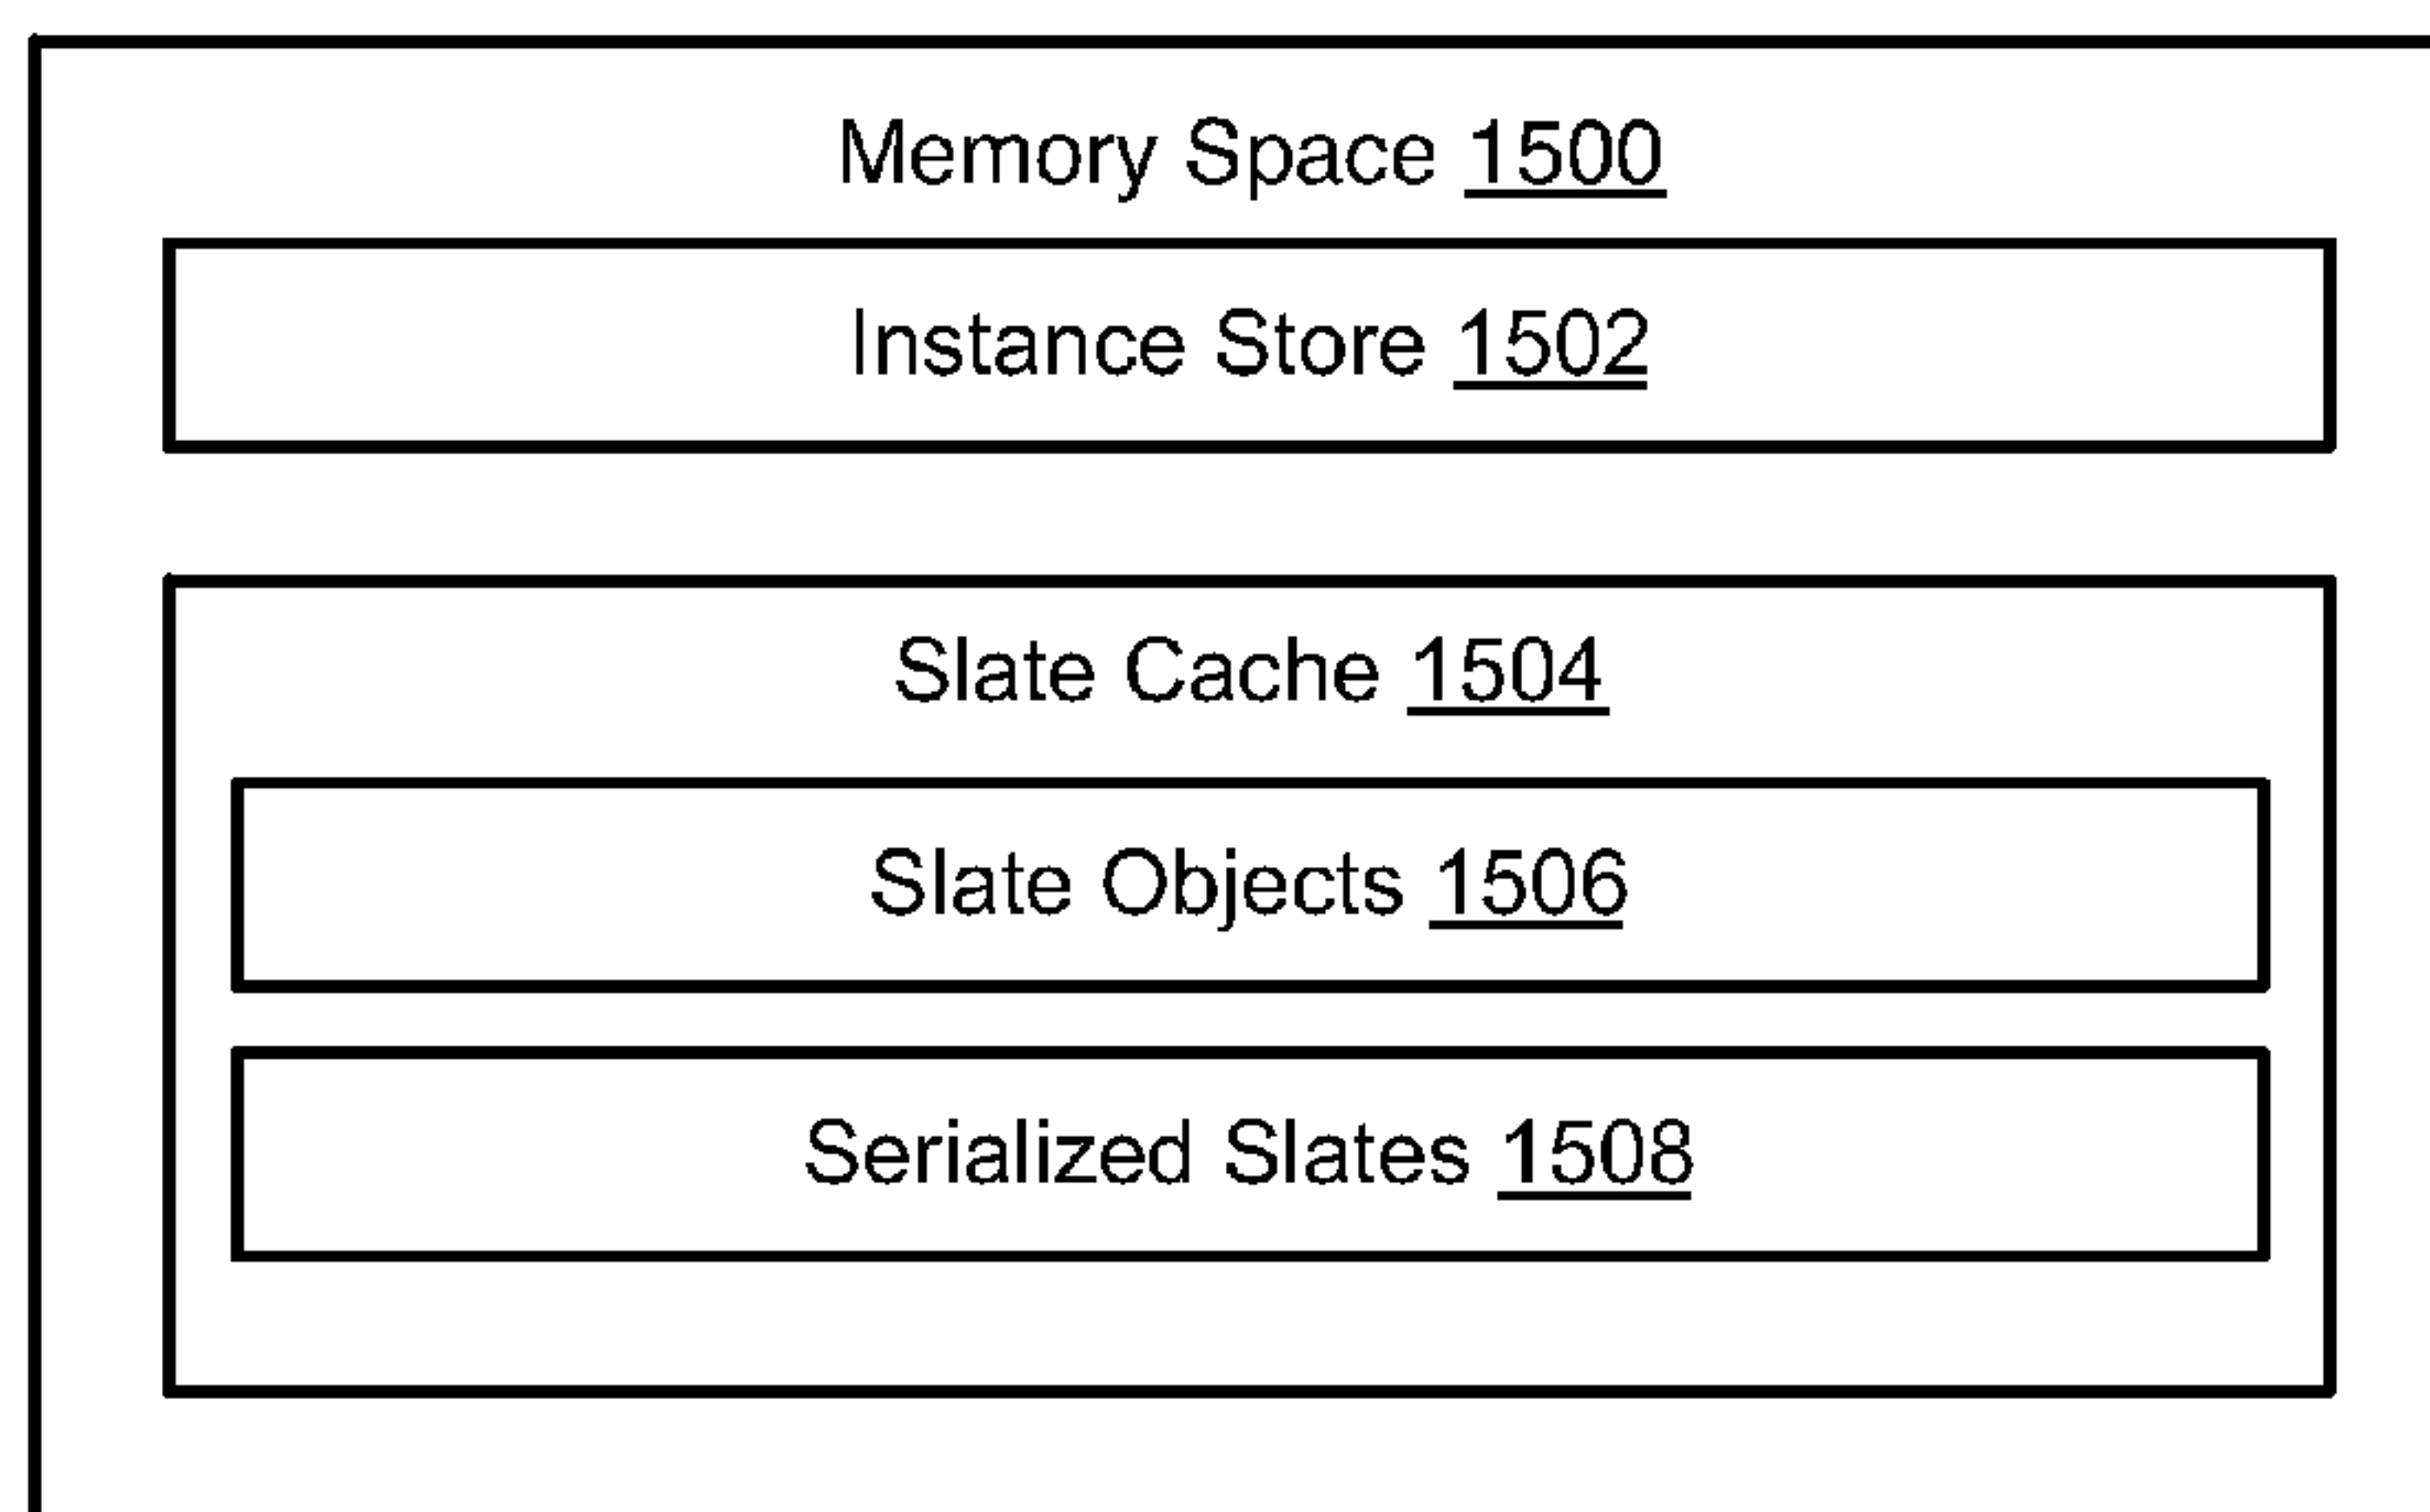 Memory Space 1500
Instance Store 1502
Slate Cache 1504
Slate Objects 1506
Serialized Slates 1508